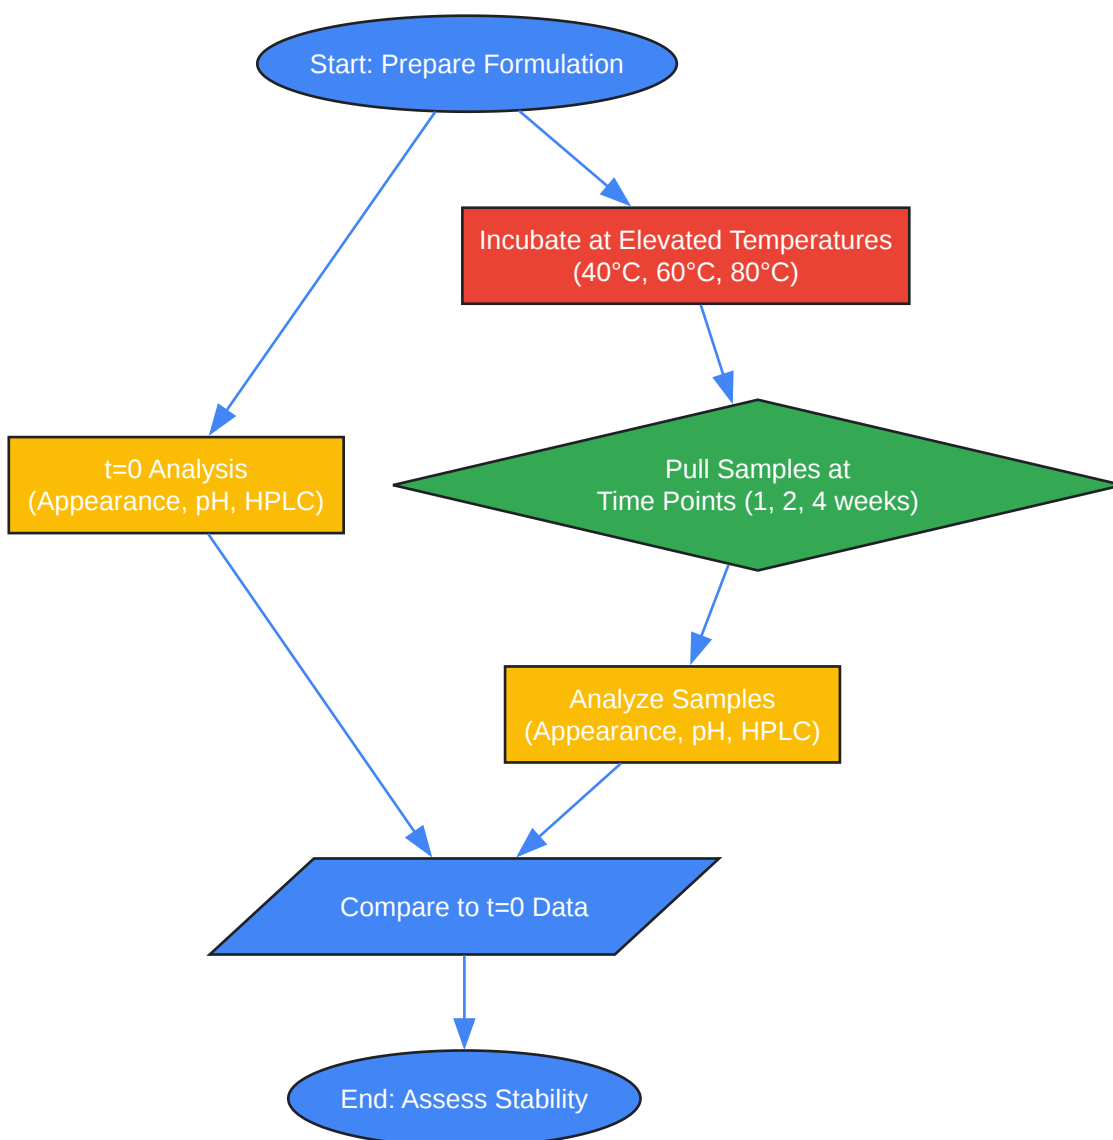 Start: Prepare Formulation
Incubate at Elevated Temperatures
(40°C, 60°C, 80°C)
t=0 Analysis
(Appearance, pH, HPLC)
Pull Samples at
Time Points (1, 2, 4 weeks)
Analyze Samples
(Appearance, pH, HPLC)
Compare to t=0 Data
End: Assess Stability